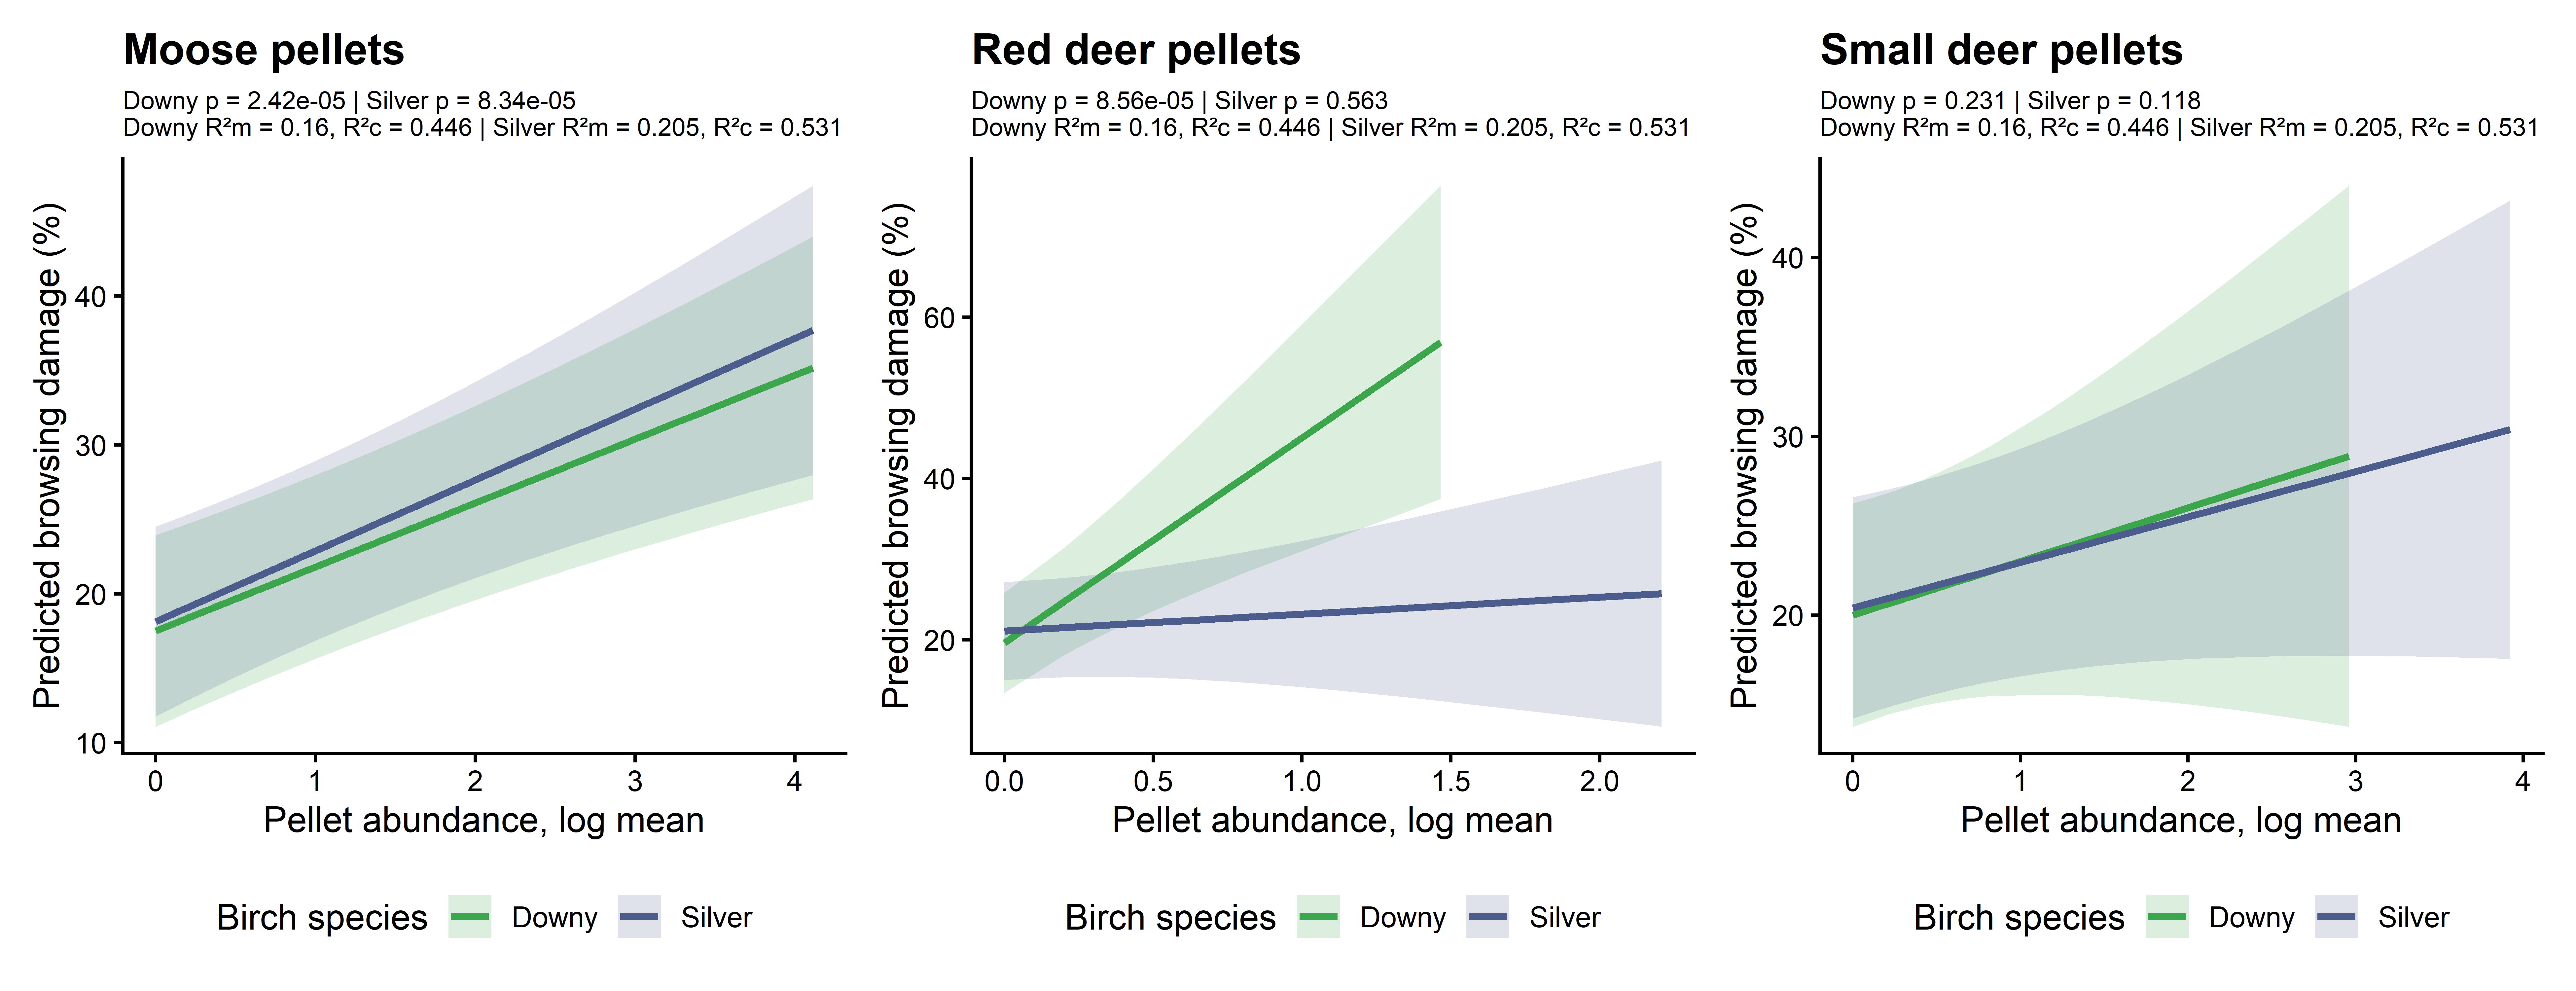 Moose pellets
Downy p = 2.42e-05 | Silver p = 8.34e-05
Downy R²m = 0.16, R²c = 0.446 | Silver R²m = 0.205, R²c = 0.531
Predicted browsing damage (%)
40
30
20
10
0 1 2 3 4
Pellet abundance, log mean
Birch species Downy Silver
Red deer pellets
Downy p = 8.56e-05 | Silver p = 0.563
Downy R²m = 0.16, R²c = 0.446 | Silver R²m = 0.205, R²c = 0.531
Predicted browsing damage (%)
60
40
20
0.0 0.5 1.0 1.5 2.0
Pellet abundance, log mean
Birch species Downy Silver
Small deer pellets
Downy p = 0.231 | Silver p = 0.118
Downy R²m = 0.16, R²c = 0.446 | Silver R²m = 0.205, R²c = 0.531
Predicted browsing damage (%)
40
30
20
0 1 2 3 4
Pellet abundance, log mean
Birch species Downy Silver